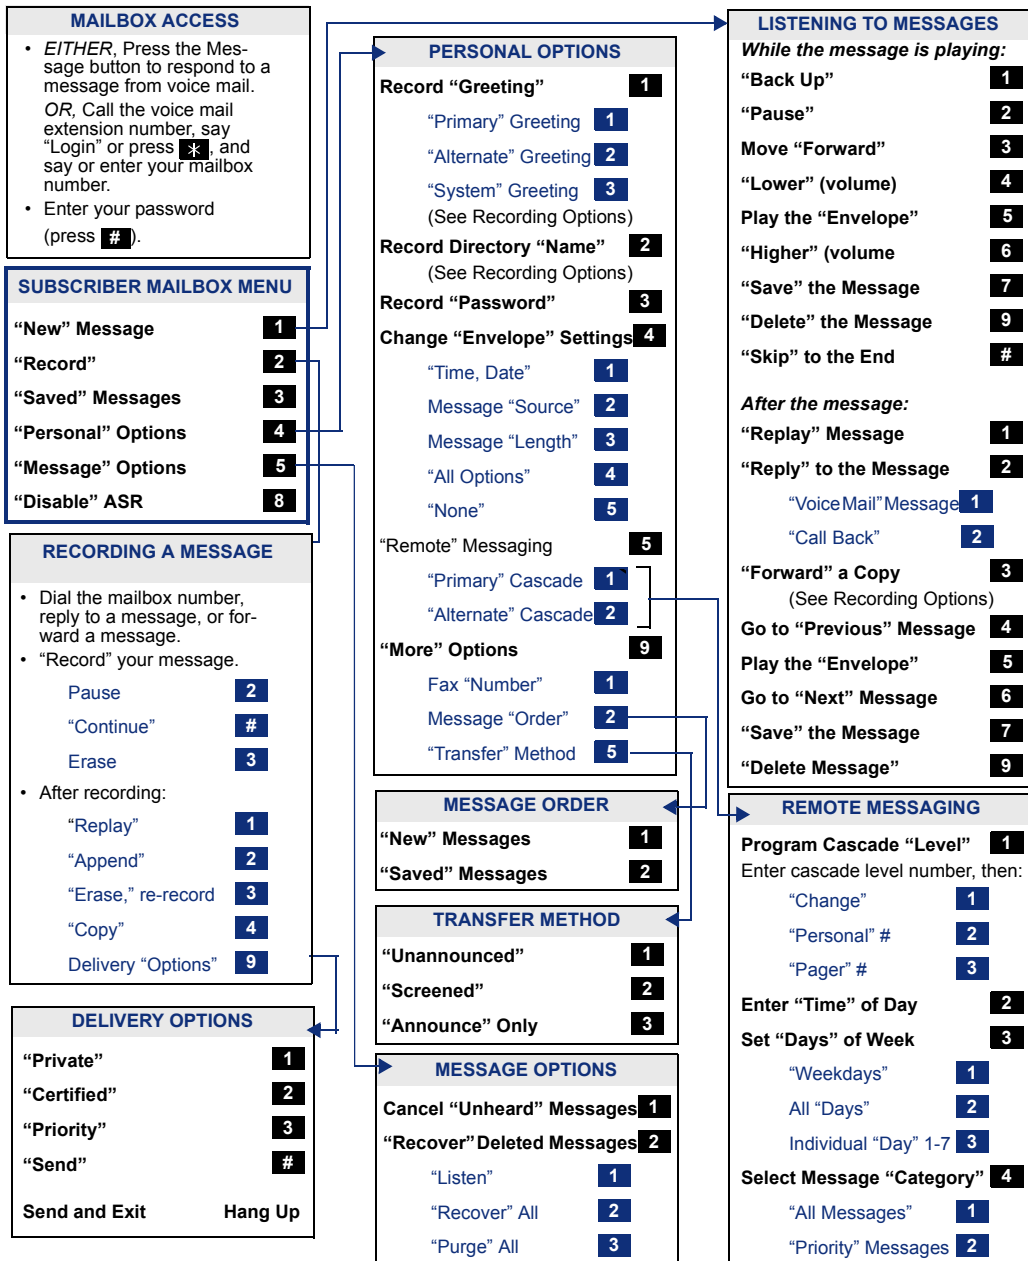 MAILBOX ACCESS
• EITHER, Press the Mes-
sage button to respond to a
message from voice mail.
OR, Call the voice mail
extension number, say
“Login” or press * , and
say or enter your mailbox
number.
• Enter your password
(press # ).
SUBSCRIBER MAILBOX MENU
“New” Message 1
“Record” 2
“Saved” Messages 3
“Personal” Options 4
“Message” Options 5
“Disable” ASR 8
RECORDING A MESSAGE
• Dial the mailbox number,
reply to a message, or for-
ward a message.
• “Record” your message.
Pause 2
“Continue” #
Erase 3
• After recording:
“Replay” 1
“Append” 2
“Erase,” re-record 3
“Copy” 4
Delivery “Options” 9
DELIVERY OPTIONS
“Private” 1
“Certified” 2
“Priority” 3
“Send” #
Send and Exit Hang Up
PERSONAL OPTIONS
Record “Greeting” 1
“Primary” Greeting 1
“Alternate” Greeting 2
“System” Greeting 3
(See Recording Options)
Record Directory “Name” 2
(See Recording Options)
Record “Password” 3
Change “Envelope” Settings 4
“Time, Date” 1
Message “Source” 2
Message “Length” 3
“All Options” 4
“None” 5
“Remote” Messaging 5
“Primary” Cascade 1
“Alternate” Cascade 2
“More” Options 9
Fax “Number” 1
Message “Order” 2
“Transfer” Method 5
MESSAGE ORDER
“New” Messages 1
“Saved” Messages 2
TRANSFER METHOD
“Unannounced” 1
“Screened” 2
“Announce” Only 3
MESSAGE OPTIONS
Cancel “Unheard” Messages 1
“Recover” Deleted Messages 2
“Listen” 1
“Recover” All 2
“Purge” All 3
LISTENING TO MESSAGES
While the message is playing:
“Back Up” 1
“Pause” 2
Move “Forward” 3
“Lower” (volume) 4
Play the “Envelope” 5
“Higher” (volume 6
“Save” the Message 7
“Delete” the Message 9
“Skip” to the End #
After the message:
“Replay” Message 1
“Reply” to the Message 2
“Voice Mail” Message 1
“Call Back” 2
“Forward” a Copy 3
(See Recording Options)
Go to “Previous” Message 4
Play the “Envelope” 5
Go to “Next” Message 6
“Save” the Message 7
“Delete Message” 9
REMOTE MESSAGING
Program Cascade “Level” 1
Enter cascade level number, then:
“Change” 1
“Personal” # 2
“Pager” # 3
Enter “Time” of Day 2
Set “Days” of Week 3
“Weekdays” 1
All “Days” 2
Individual “Day” 1-7 3
Select Message “Category” 4
“All Messages” 1
“Priority” Messages 2